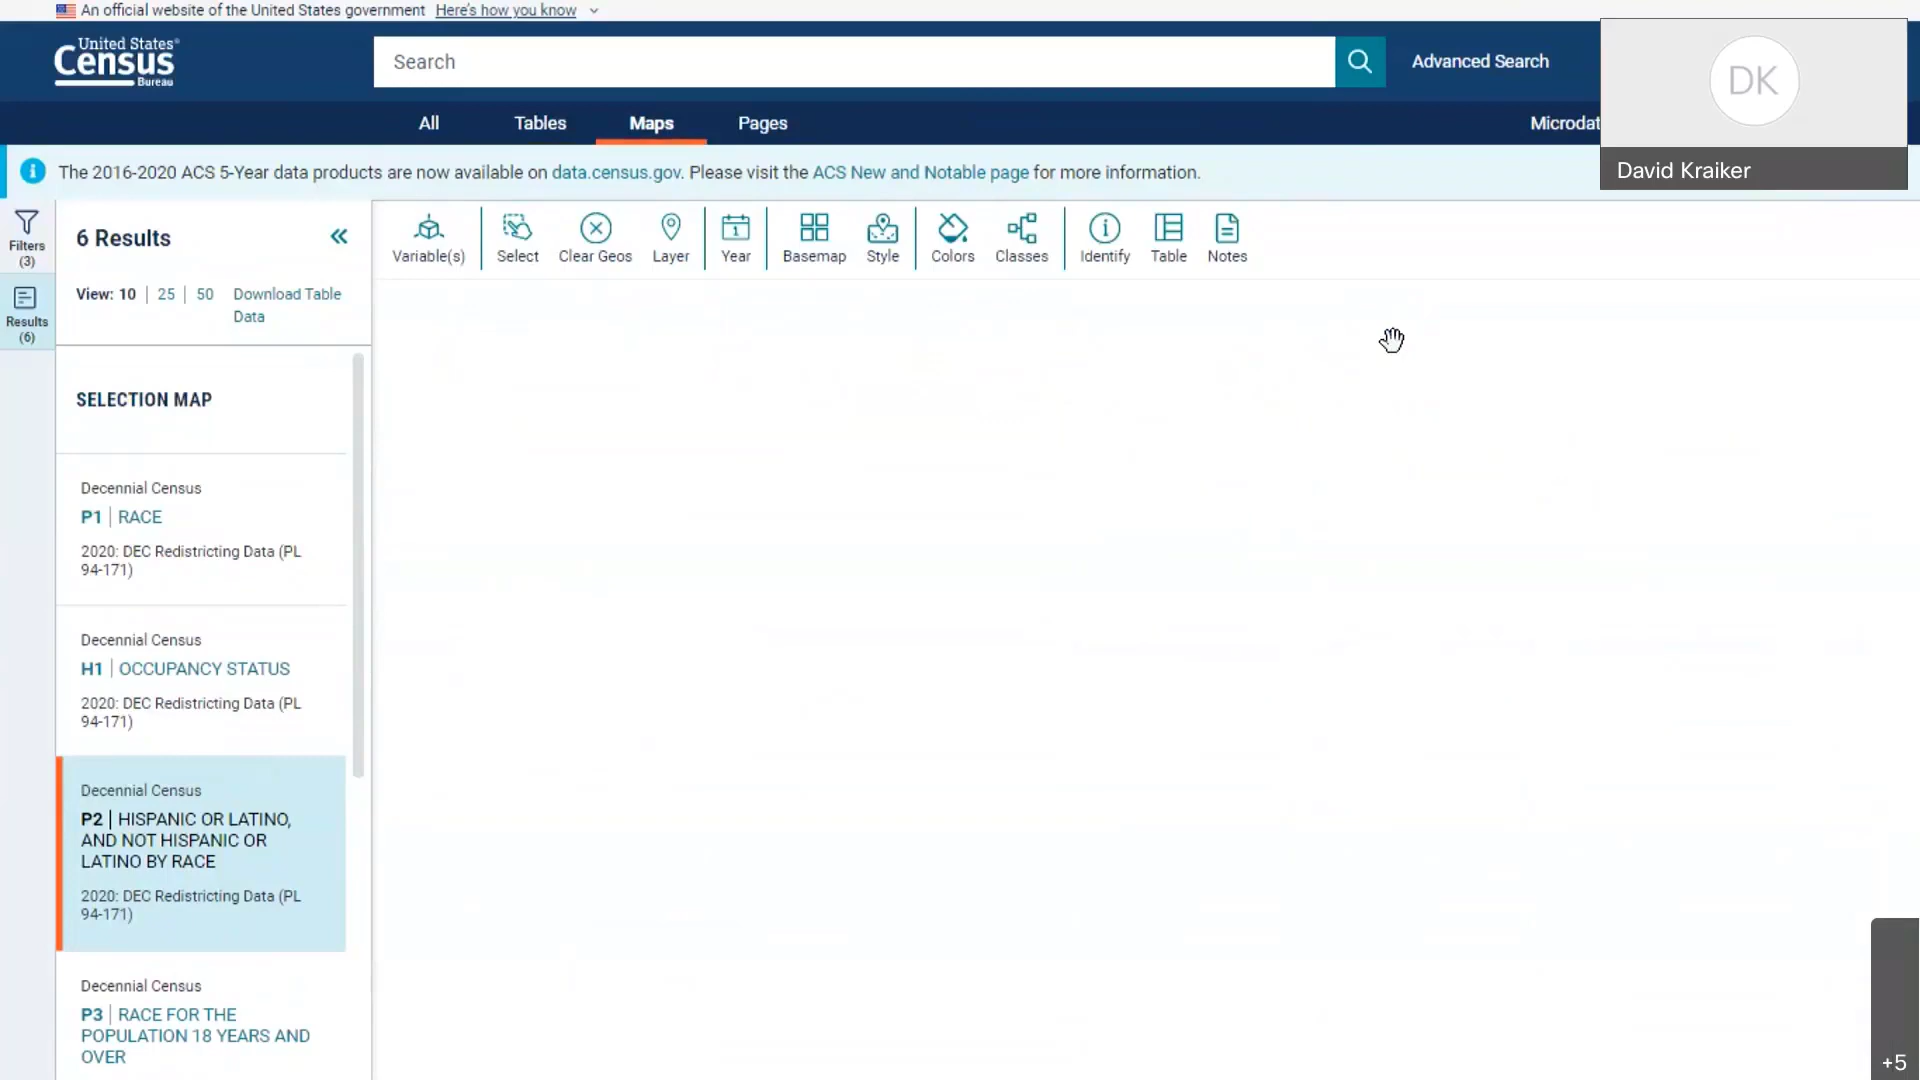 An official website of the United States government Here's how you know
United States®
Census
Bureau
Search
Advanced Search
DK
David Kraiker
All Tables Maps Pages
The 2016-2020 ACS 5-Year data products are now available on data.census.gov. Please visit the ACS New and Notable page for more information.
Filters
(3)
Results
(6)
6 Results
View: 10 | 25 | 50 Download Table
Data
Variable(s) Select Clear Geos Layer Year Basemap Style Colors Classes Identify Table Notes
SELECTION MAP
Decennial Census
P1 | RACE
2020: DEC Redistricting Data (PL
94-171)
Decennial Census
H1 | OCCUPANCY STATUS
2020: DEC Redistricting Data (PL
94-171)
Decennial Census
P2 | HISPANIC OR LATINO,
AND NOT HISPANIC OR
LATINO BY RACE
2020: DEC Redistricting Data (PL
94-171)
Decennial Census
P3 | RACE FOR THE
POPULATION 18 YEARS AND
OVER
+5